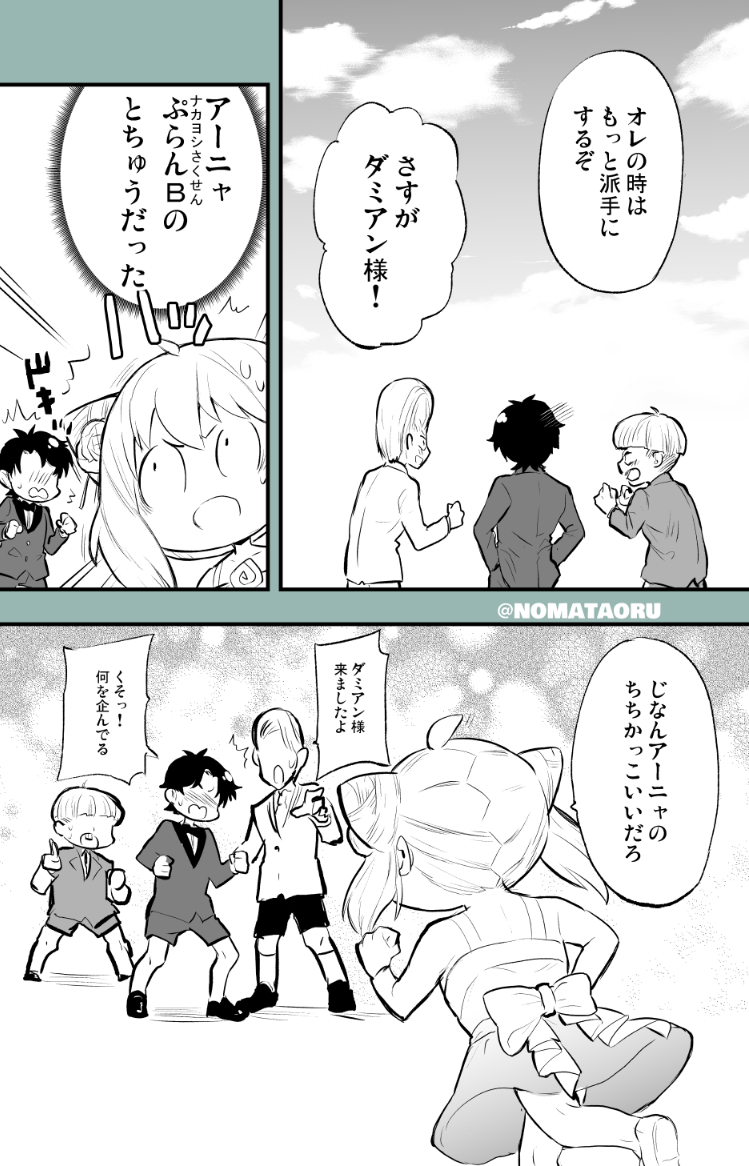 オレの時は
もっと派手に
するぞ
さすが
ダミアン様！
アーニャ
ナカヨシさくせん
ぷらんBの
とちゅうだった
ハッ
ドキッ
@NOMATAORU
じなんアーニャの
ちちかっこいいだろ
ダミアン様
来ましたよ
くそっ！
何を企んでる